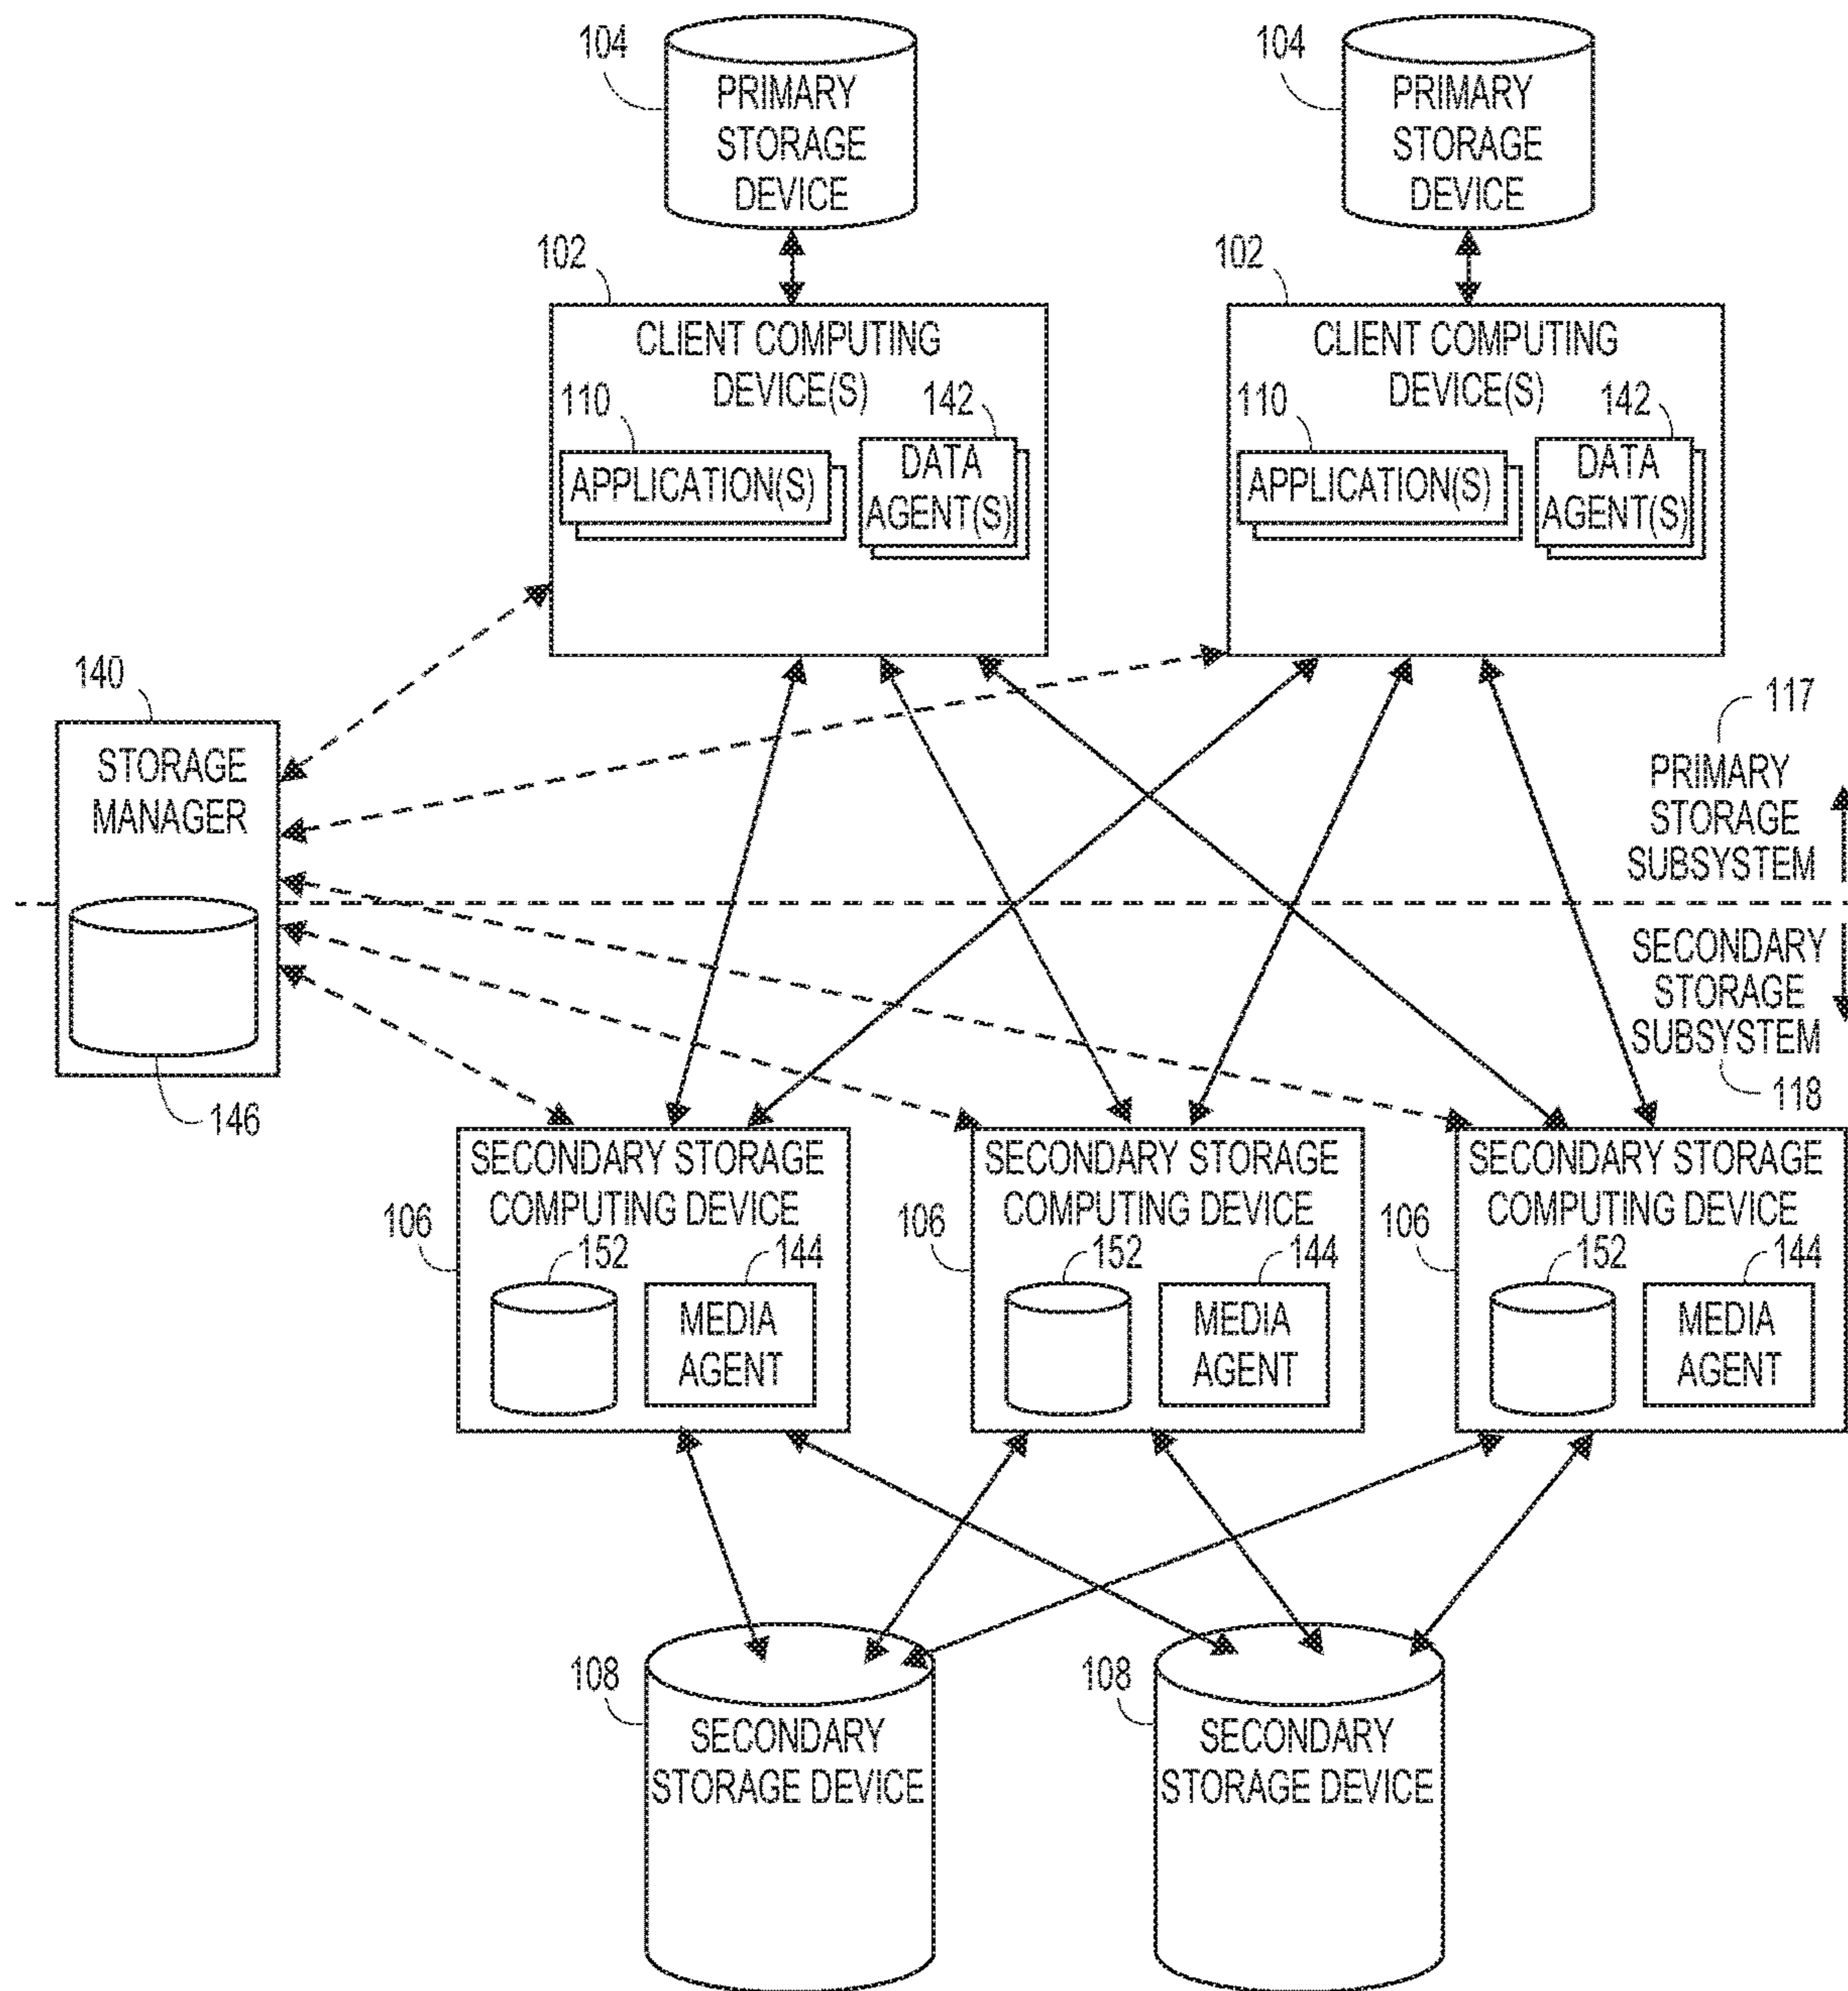 104
PRIMARY
STORAGE
DEVICE
104
PRIMARY
STORAGE
DEVICE
102
CLIENT COMPUTING
DEVICE(S)
110
APPLICATION(S)
142
DATA
AGENT(S)
102
CLIENT COMPUTING
DEVICE(S)
110
APPLICATION(S)
142
DATA
AGENT(S)
140
STORAGE
MANAGER
146
117
PRIMARY
STORAGE
SUBSYSTEM
SECONDARY
STORAGE
SUBSYSTEM
118
106
SECONDARY STORAGE
COMPUTING DEVICE
152
144
MEDIA
AGENT
106
SECONDARY STORAGE
COMPUTING DEVICE
152
144
MEDIA
AGENT
106
SECONDARY STORAGE
COMPUTING DEVICE
152
144
MEDIA
AGENT
108
SECONDARY
STORAGE DEVICE
108
SECONDARY
STORAGE DEVICE